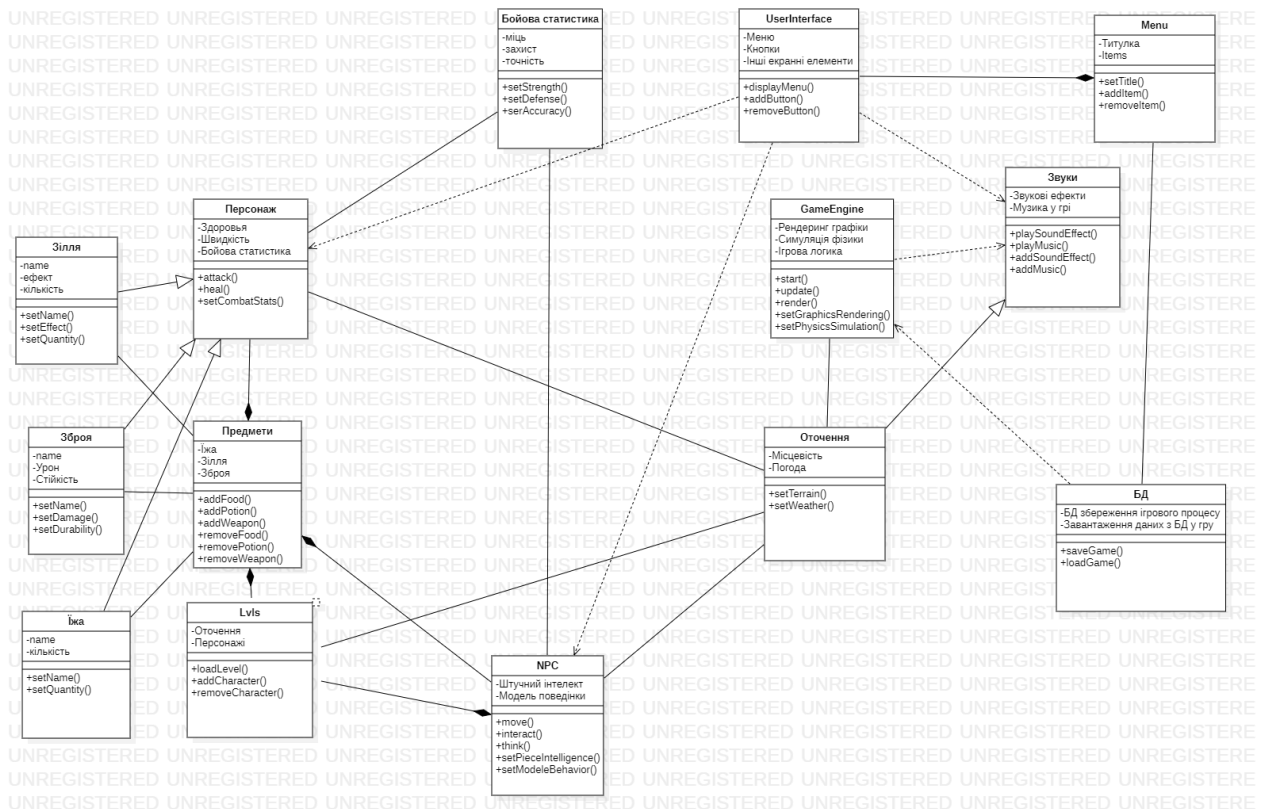 Бойова статистика
-міць
-захист
-точність
+setStrength()
+setDefense()
+serAccuracy()
UserInterface
-Меню
-Кнопки
-Інші екранні елементи
+displayMenu()
+addButton()
+removeButton()
Menu
-Титулка
-Items
+setTitle()
+addItem()
+removeItem()
Звуки
-Звукові ефекти
-Музика у грі
+playSoundEffect()
+playMusic()
+addSoundEffect()
+addMusic()
Персонаж
-Здоровья
-Швидкість
-Бойова статистика
+attack()
+heal()
+setCombatStats()
GameEngine
-Рендеринг графіки
-Симуляція фізики
-Ігрова логика
+start()
+update()
+render()
+setGraphicsRendering()
+setPhysicsSimulation()
Зілля
-name
-ефект
-кількість
+setName()
+setEffect()
+setQuantity()
Зброя
-name
-Урон
-Стійкість
+setName()
+setDamage()
+setDurability()
Предмети
-Їжа
-Зілля
-Зброя
+addFood()
+addPotion()
+addWeapon()
+removeFood()
+removePotion()
+removeWeapon()
Оточення
-Місцевість
-Погода
+setTerrain()
+setWeather()
БД
-БД збереження ігрового процесу
-Завантаження даних з БД у гру
+saveGame()
+loadGame()
Їжа
-name
-кількість
+setName()
+setQuantity()
Lvls
-Оточення
-Персонажі
+loadLevel()
+addCharacter()
+removeCharacter()
NPC
-Штучний інтелект
-Модель поведінки
+move()
+interact()
+think()
+setPieceIntelligence()
+setModeleBehavior()
UNREGISTERED